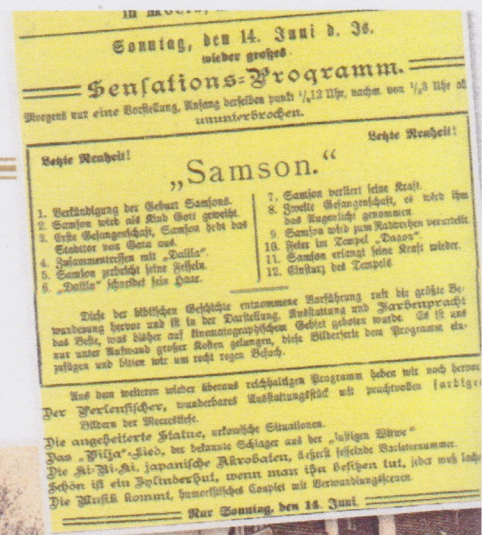 Sonntag, den 14. Juni d. Js.
wieder großes
Sensations=Programm.
Morgens nur eine Vorstellung, Anfang derselben punkt ½12 Uhr, nachm. von ½3 Uhr ab
ununterbrochen.
Letzte Neuheit! Letzte Neuheit!
„Samson.“
1. Verkündigung der Geburt Samsons.
2. Samson wird als Kind Gott geweiht.
3. Erste Gefangenschaft, Samson hebt das
Stadttor von Gaza aus.
4. Zusammentreffen mit „Dalila“.
5. Samson zerbricht seine Fesseln.
6. „Dalila“ schneidet sein Haar.
7. Samson verliert seine Kraft.
8. Zweite Gefangenschaft, es wird ihm
das Augenlicht genommen.
9. Samson wird zum Raddrehen verurteilt.
10. Feier im Tempel „Dagon“.
11. Samson erlangt seine Kraft wieder.
12. Einsturz des Tempels.
Diese der biblischen Geschichte entnommene Vorführung ruft die größte Be-
wunderung hervor und ist in der Darstellung, Ausstattung und Farbenpracht
das Beste, was bisher auf kinematographischem Gebiet geboten wurde. Es ist uns
nur unter Aufwand großer Kosten gelungen, diese Bilderserie dem Programm ein-
zufügen und bitten wir um recht regen Besuch.
Aus dem weiteren wieder überaus reichhaltigen Programm heben wir noch hervor
Der Perlenfischer, wunderbares Ausstattungsstück mit prachtvollen farbigen
Bildern der Meerestiefe.
Die angeheiterte Statue, urkomische Situationen.
Das „Vilja“-Lied, der bekannte Schlager aus der „lustigen Witwe“
Die Ki-Ri-Ki, japanische Akrobaten, äußerst fesselnde Varieténummer.
Schön ist ein Zylinderhut, wenn man ihn besitzen tut, jeder muß lache
Die Musik kommt, humoristisches Couplet mit Verwandlungsszenen.
Nur Sonntag, den 14. Juni.